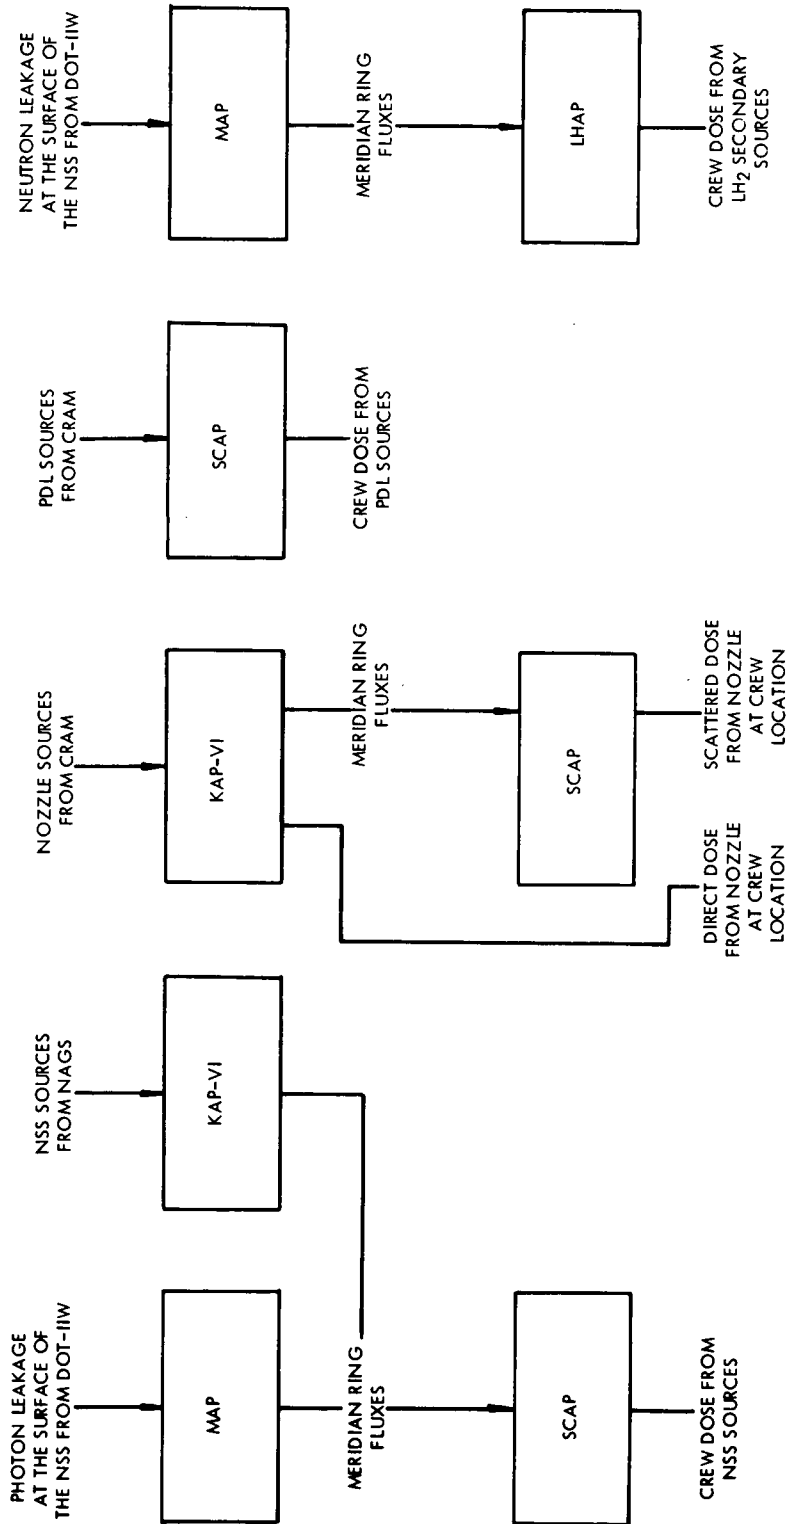 PHOTON LEAKAGE
AT THE SURFACE OF
THE NSS FROM DOT-IIW
MAP
MERIDIAN RING
FLUXES
SCAP
CREW DOSE FROM
NSS SOURCES
NSS SOURCES
FROM NAGS
KAP-VI
NOZZLE SOURCES
FROM CRAM
KAP-VI
MERIDIAN RING
FLUXES
SCAP
DIRECT DOSE
FROM NOZZLE
AT CREW
LOCATION
SCATTERED DOSE
FROM NOZZLE
AT CREW
LOCATION
PDL SOURCES
FROM CRAM
SCAP
CREW DOSE FROM
PDL SOURCES
NEUTRON LEAKAGE
AT THE SURFACE OF
THE NSS FROM DOT-IIW
MAP
MERIDIAN RING
FLUXES
LHAP
CREW DOSE FROM
LH₂ SECONDARY
SOURCES